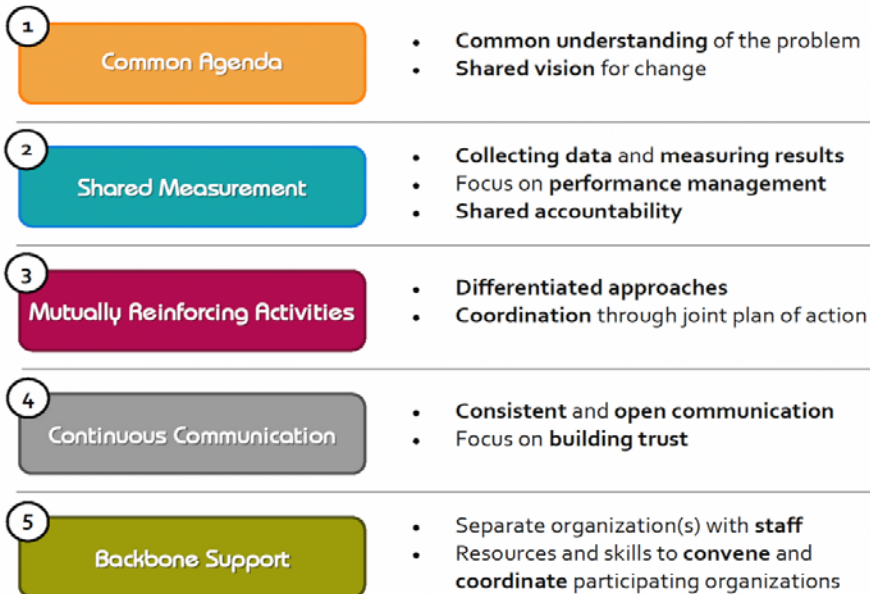 1
Common Agenda
• Common understanding of the problem
• Shared vision for change
2
Shared Measurement
• Collecting data and measuring results
• Focus on performance management
• Shared accountability
3
Mutually Reinforcing Activities
• Differentiated approaches
• Coordination through joint plan of action
4
Continuous Communication
• Consistent and open communication
• Focus on building trust
5
Backbone Support
• Separate organization(s) with staff
• Resources and skills to convene and
coordinate participating organizations